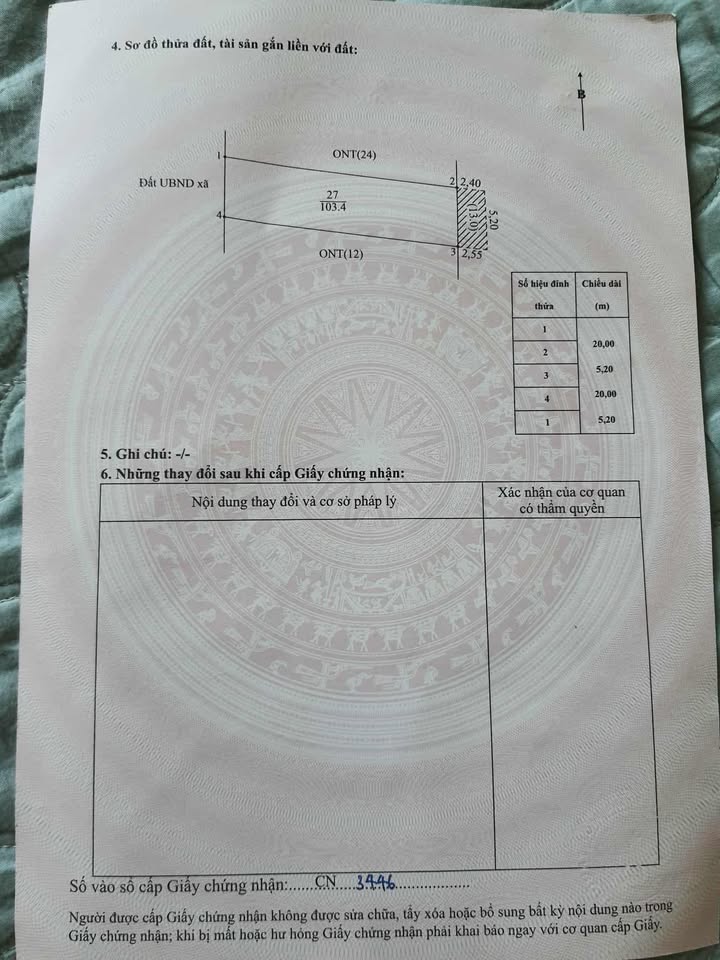 4. Sơ đồ thửa đất, tài sản gắn liền với đất:
B
ONT(24)
1
Đất UBND xã
2
2,40
27
103.4
(13.0)
5,20
4
ONT(12)
3
2,55
Số hiệu đỉnh thửa
Chiều dài (m)
1
20,00
2
5,20
3
20,00
4
5,20
1
5. Ghi chú: -/-
6. Những thay đổi sau khi cấp Giấy chứng nhận:
Nội dung thay đổi và cơ sở pháp lý
Xác nhận của cơ quan
có thẩm quyền
Số vào sổ cấp Giấy chứng nhận:.......CN....3446..................
Người được cấp Giấy chứng nhận không được sửa chữa, tẩy xóa hoặc bổ sung bất kỳ nội dung nào trong
Giấy chứng nhận; khi bị mất hoặc hư hỏng Giấy chứng nhận phải khai báo ngay với cơ quan cấp Giấy.